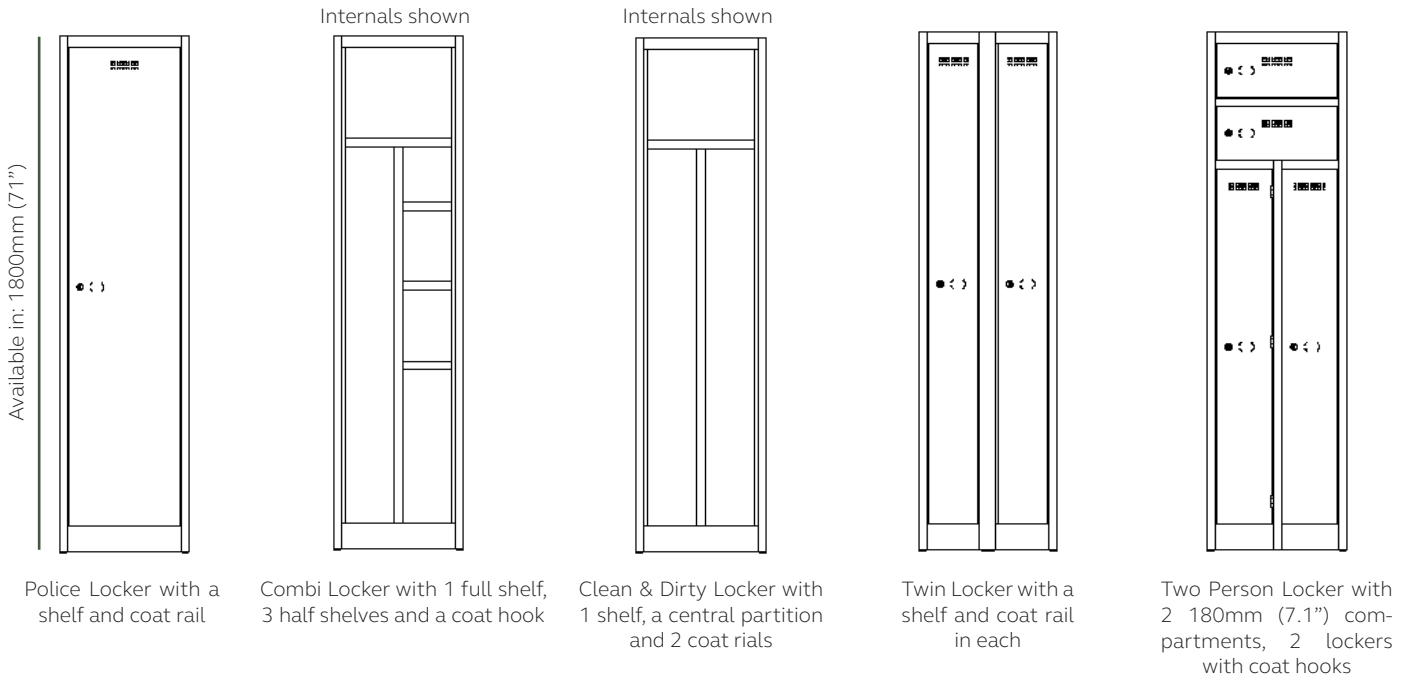 Internals shown
Internals shown
Available in: 1800mm (71”)
Police Locker with a
shelf and coat rail
Combi Locker with 1 full shelf,
3 half shelves and a coat hook
Clean & Dirty Locker with
1 shelf, a central partition
and 2 coat rials
Twin Locker with a
shelf and coat rail
in each
Two Person Locker with
2 180mm (7.1”) com-
partments, 2 lockers
with coat hooks